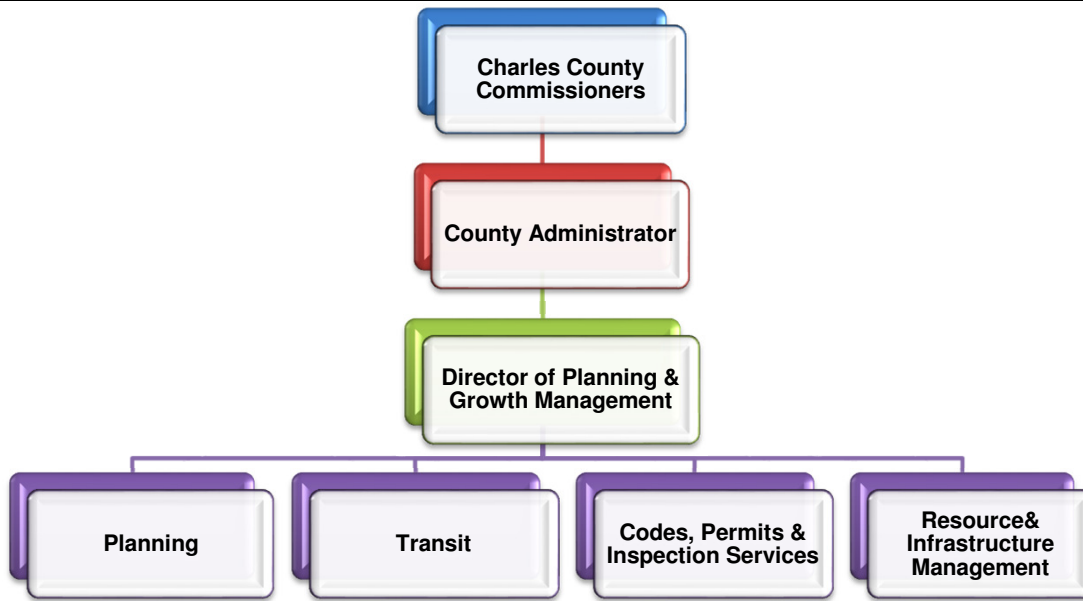 Charles County
Commissioners
County Administrator
Director of Planning &
Growth Management
Planning
Transit
Codes, Permits &
Inspection Services
Resource&
Infrastructure
Management